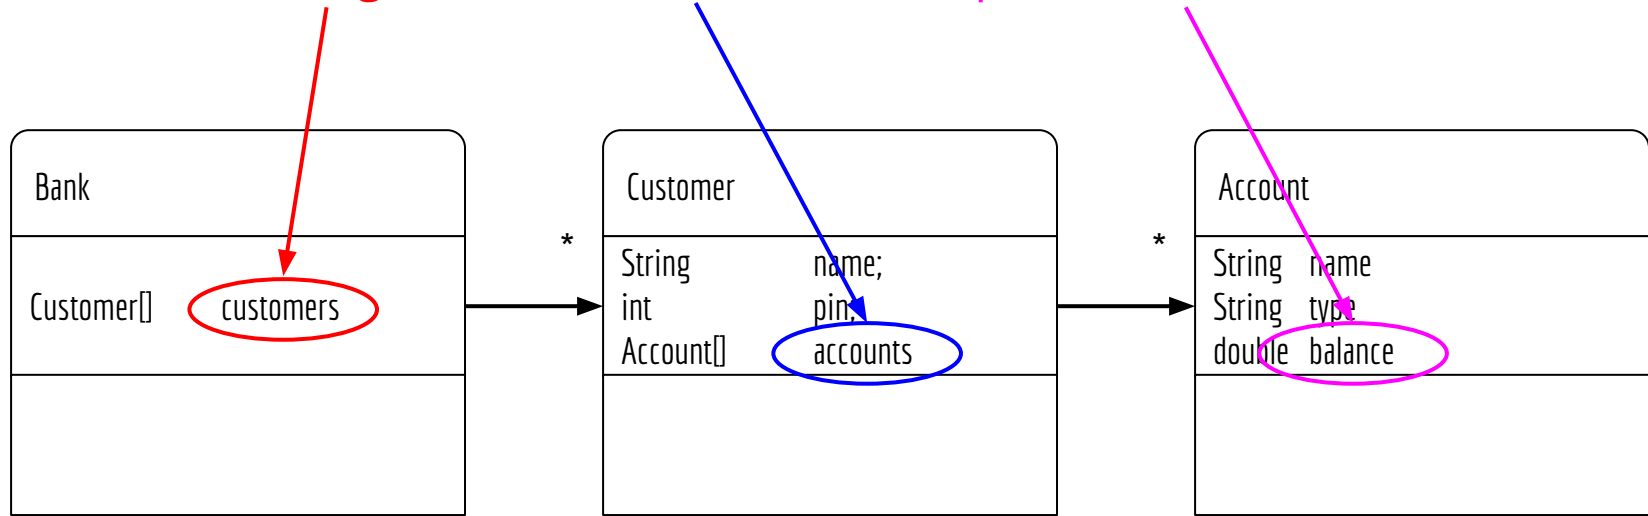 Bank
Customer[] customers
*
Customer
String name;
int pin;
Account[] accounts
*
Account
String name
String type
double balance